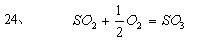 24、 SO₂ + 1/2 O₂ = SO₃